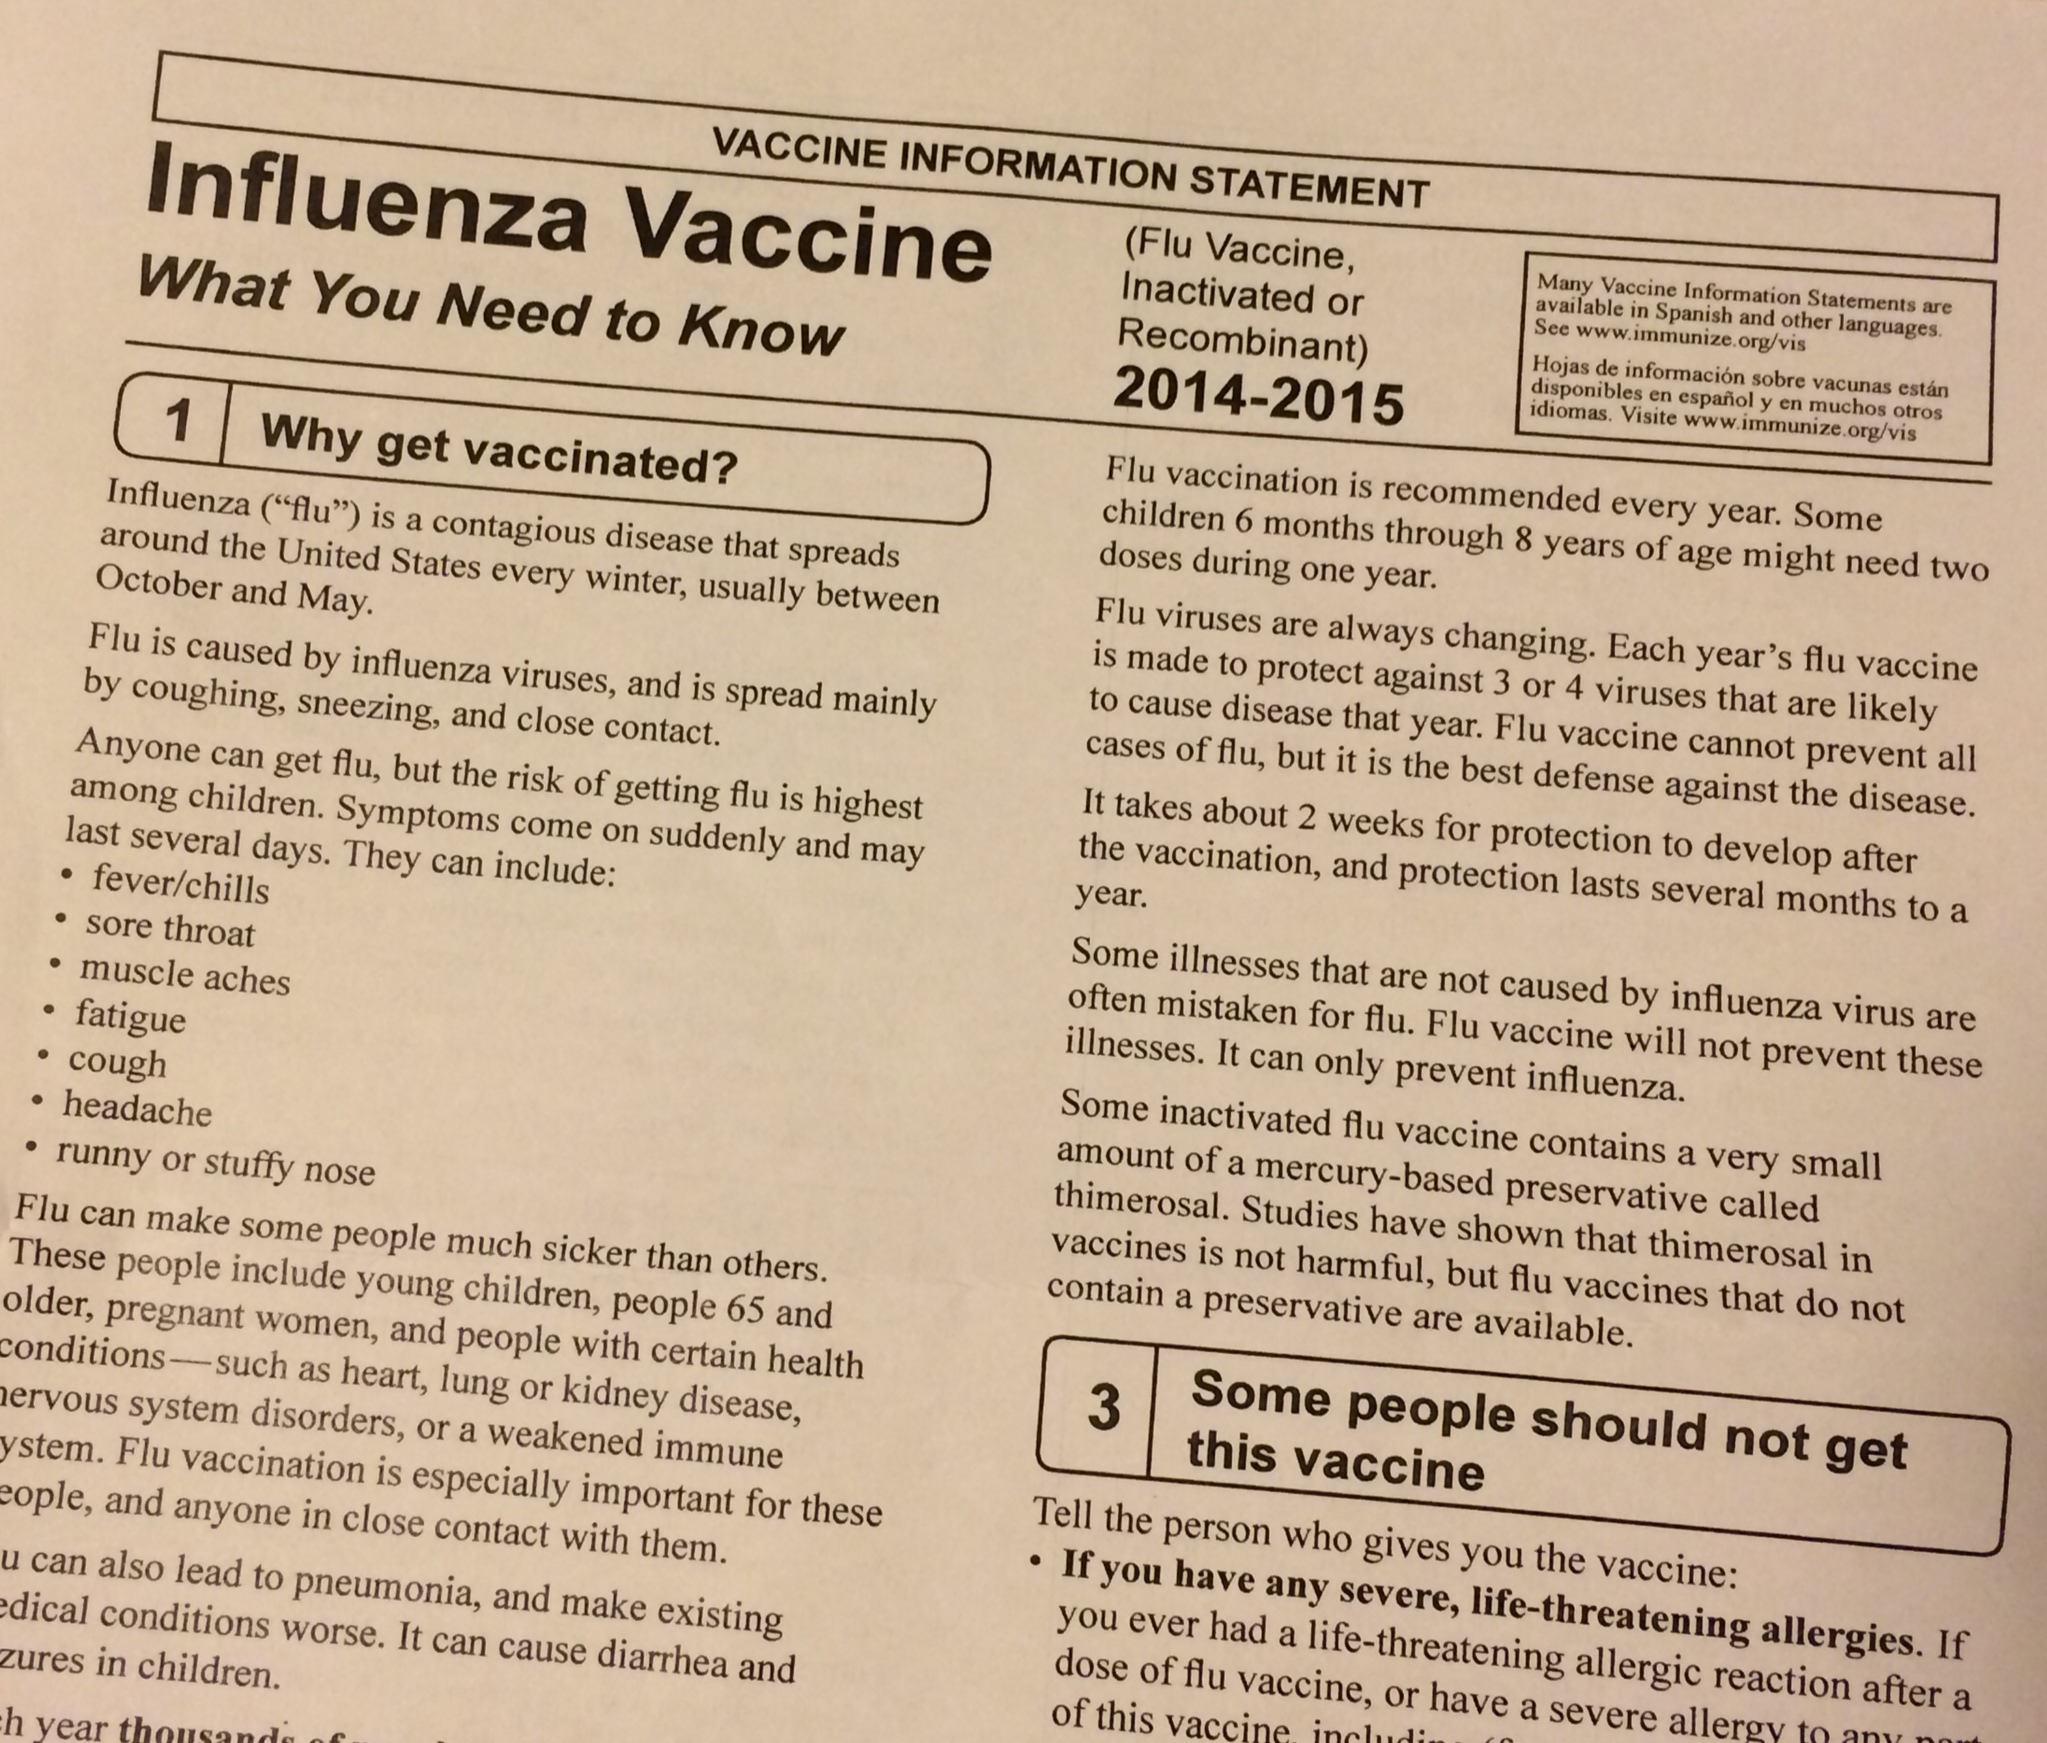 VACCINE INFORMATION STATEMENT
Influenza Vaccine
What You Need to Know
(Flu Vaccine,
Inactivated or
Recombinant)
2014-2015
Many Vaccine Information Statements are
available in Spanish and other languages.
See www.immunize.org/vis
Hojas de información sobre vacunas están
disponibles en español y en muchos otros
idiomas. Visite www.immunize.org/vis
1 Why get vaccinated?
Influenza (“flu”) is a contagious disease that spreads
around the United States every winter, usually between
October and May.
Flu is caused by influenza viruses, and is spread mainly
by coughing, sneezing, and close contact.
Anyone can get flu, but the risk of getting flu is highest
among children. Symptoms come on suddenly and may
last several days. They can include:
• fever/chills
• sore throat
• muscle aches
• fatigue
• cough
• headache
• runny or stuffy nose
Flu can make some people much sicker than others.
These people include young children, people 65 and
older, pregnant women, and people with certain health
conditions—such as heart, lung or kidney disease,
nervous system disorders, or a weakened immune
ystem. Flu vaccination is especially important for these
eople, and anyone in close contact with them.
u can also lead to pneumonia, and make existing
edical conditions worse. It can cause diarrhea and
zures in children.
ch year thousands of
Flu vaccination is recommended every year. Some
children 6 months through 8 years of age might need two
doses during one year.
Flu viruses are always changing. Each year’s flu vaccine
is made to protect against 3 or 4 viruses that are likely
to cause disease that year. Flu vaccine cannot prevent all
cases of flu, but it is the best defense against the disease.
It takes about 2 weeks for protection to develop after
the vaccination, and protection lasts several months to a
year.
Some illnesses that are not caused by influenza virus are
often mistaken for flu. Flu vaccine will not prevent these
illnesses. It can only prevent influenza.
Some inactivated flu vaccine contains a very small
amount of a mercury-based preservative called
thimerosal. Studies have shown that thimerosal in
vaccines is not harmful, but flu vaccines that do not
contain a preservative are available.
3 Some people should not get
this vaccine
Tell the person who gives you the vaccine:
• If you have any severe, life-threatening allergies. If
you ever had a life-threatening allergic reaction after a
dose of flu vaccine, or have a severe allergy to any part
of this vaccine, including